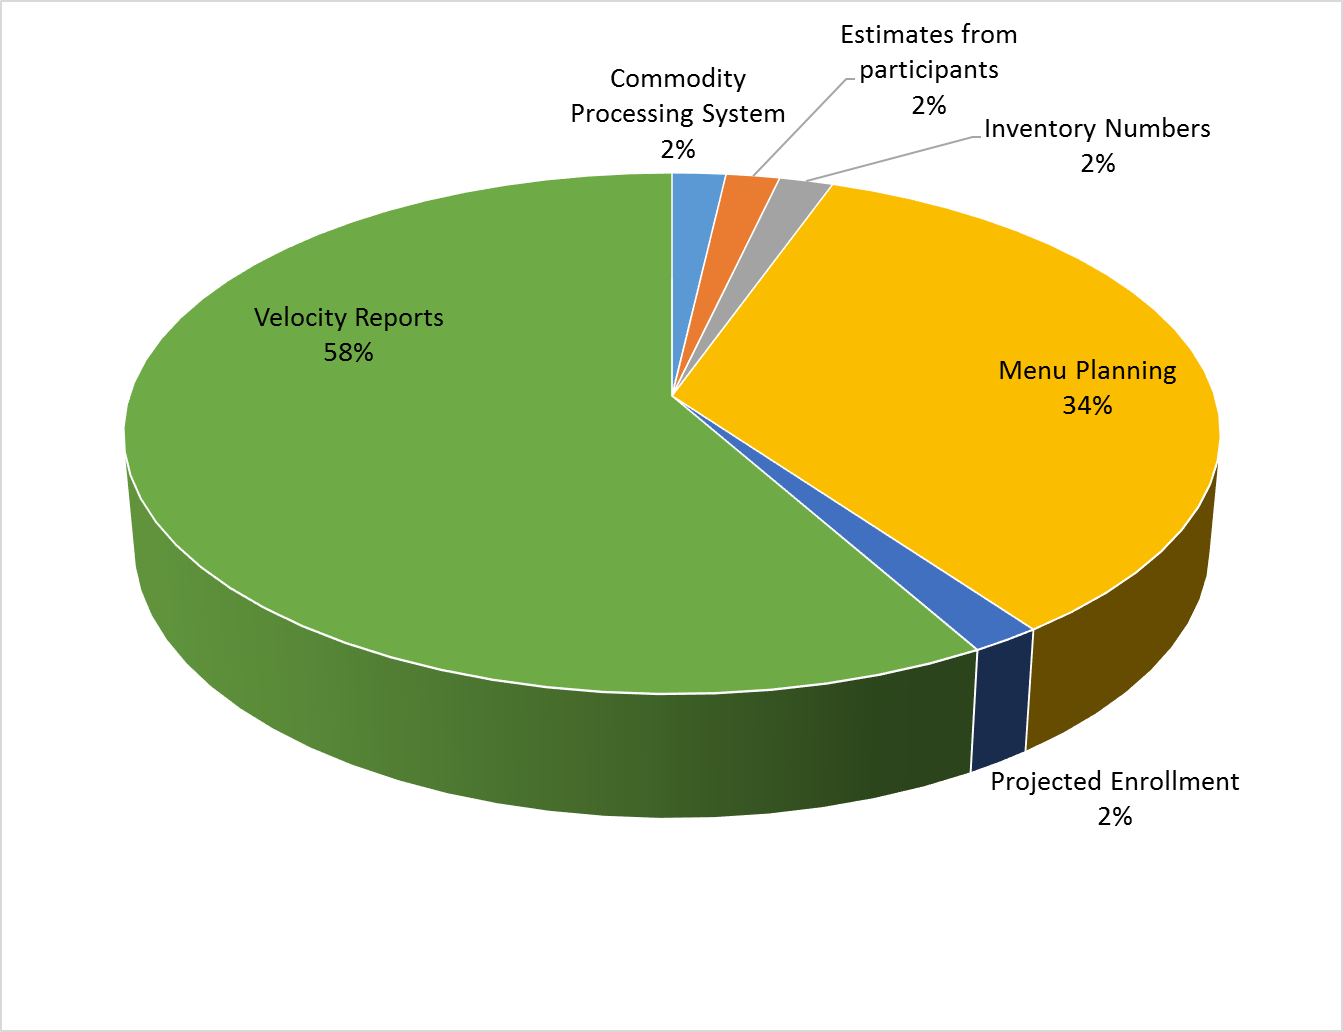 Estimates from
participants
2%
Commodity
Processing System
2%
Inventory Numbers
2%
Velocity Reports
58%
Menu Planning
34%
Projected Enrollment
2%